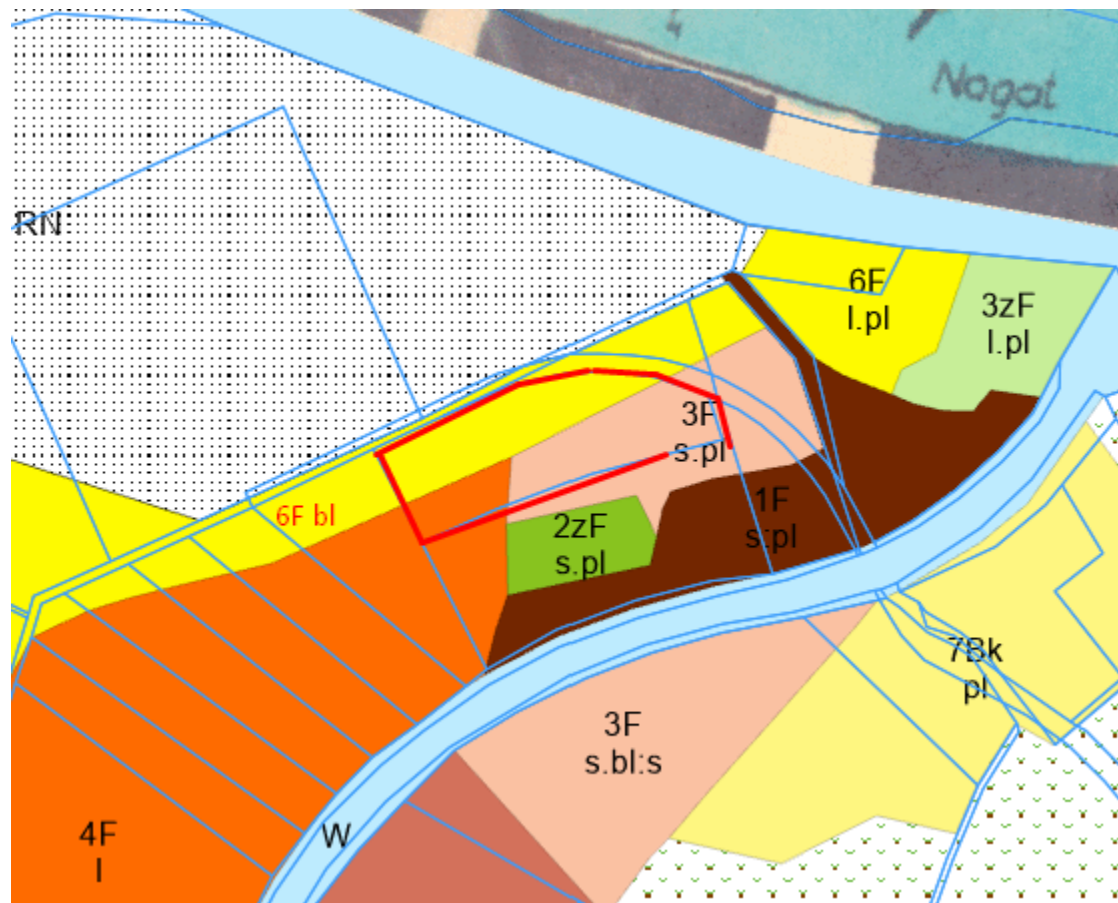 Nogat
RN
6F
l.pl
3zF
l.pl
3F
s.pl
6F bl
1F
s:pl
2zF
s.pl
7Bk
pl
3F
s.bl:s
4F
l
W